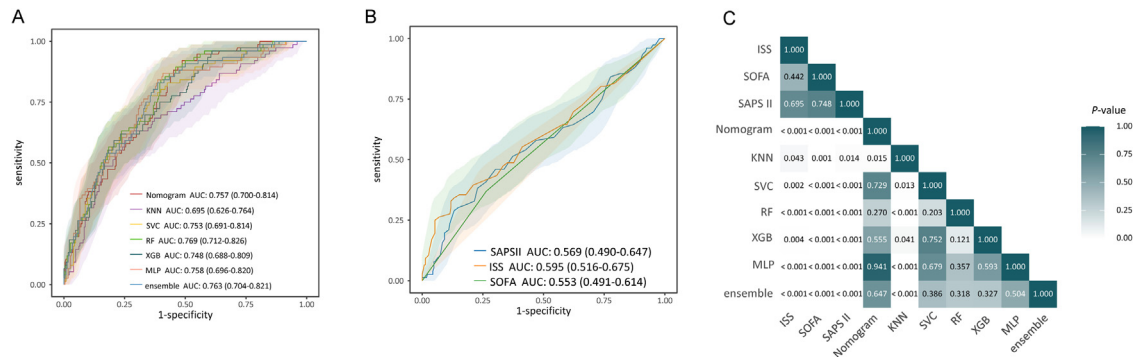 A
1.00
0.75
0.50
0.25
0.00
sensitivity
Nomogram AUC: 0.757 (0.700-0.814)
KNN AUC: 0.695 (0.626-0.764)
SVC AUC: 0.753 (0.691-0.814)
RF AUC: 0.769 (0.712-0.826)
XGB AUC: 0.748 (0.688-0.809)
MLP AUC: 0.758 (0.696-0.820)
ensemble AUC: 0.763 (0.704-0.821)
0.00 0.25 0.50 0.75 1.00
1-specificity
B
1.00
0.75
0.50
0.25
0.00
sensitivity
SAPSII AUC: 0.569 (0.490-0.647)
ISS AUC: 0.595 (0.516-0.675)
SOFA AUC: 0.553 (0.491-0.614)
0.00 0.25 0.50 0.75 1.00
1-specificity
C
ISS 1.000
SOFA 0.442 1.000
SAPS II 0.695 0.748 1.000
Nomogram < 0.001 < 0.001 < 0.001 1.000
KNN 0.043 0.001 0.014 0.015 1.000
SVC 0.002 < 0.001 < 0.001 0.729 0.013 1.000
RF < 0.001 < 0.001 < 0.001 0.270 < 0.001 0.203 1.000
XGB 0.004 < 0.001 < 0.001 0.555 0.041 0.752 0.121 1.000
MLP < 0.001 < 0.001 < 0.001 0.941 < 0.001 0.679 0.357 0.593 1.000
ensemble < 0.001 < 0.001 < 0.001 0.647 < 0.001 0.386 0.318 0.327 0.504 1.000
ISS SOFA SAPS II Nomogram KNN SVC RF XGB MLP ensemble
P-value
1.00
0.75
0.50
0.25
0.00